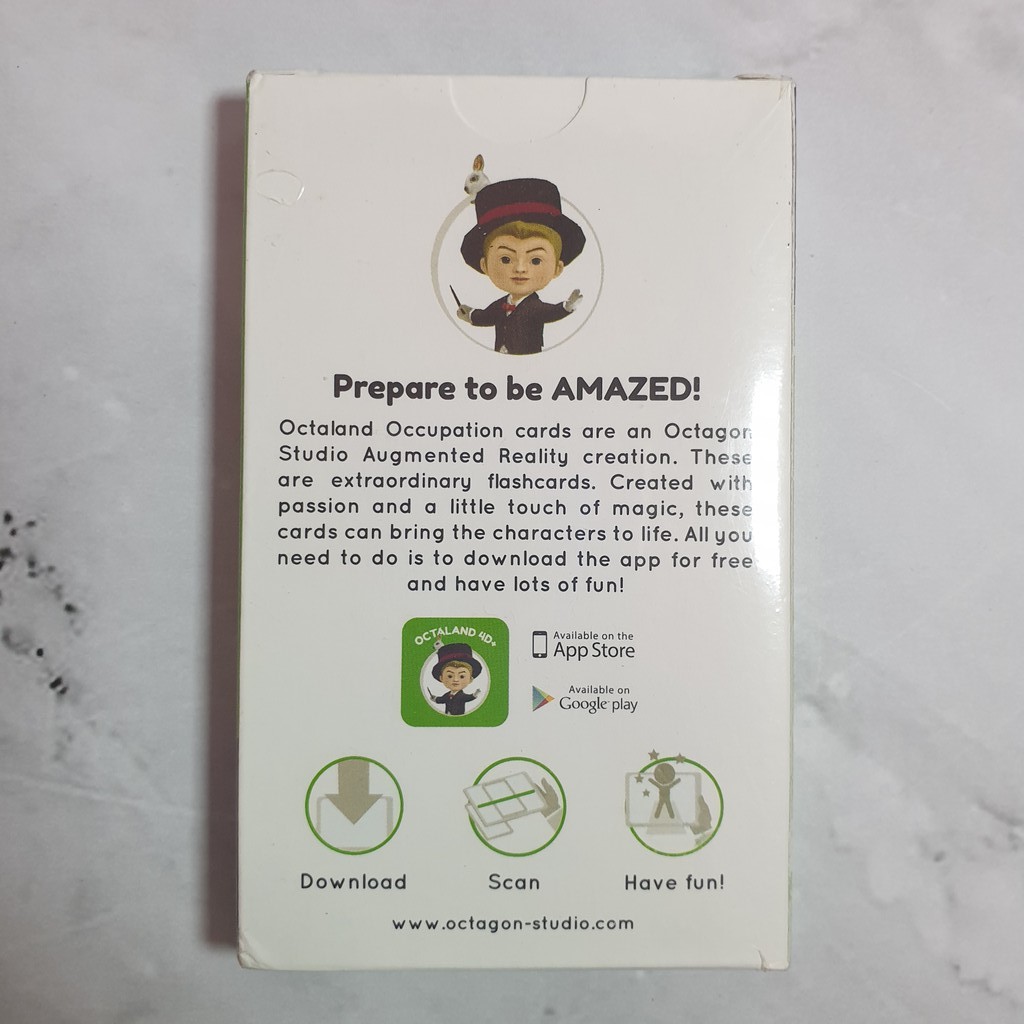 Prepare to be AMAZED!
Octaland Occupation cards are an Octagon
Studio Augmented Reality creation. These
are extraordinary flashcards. Created with
passion and a little touch of magic, these
cards can bring the characters to life. All you
need to do is to download the app for free
and have lots of fun!
OCTALAND 4D+
Available on the
App Store
Available on
Google play
Download
Scan
Have fun!
www.octagon-studio.com